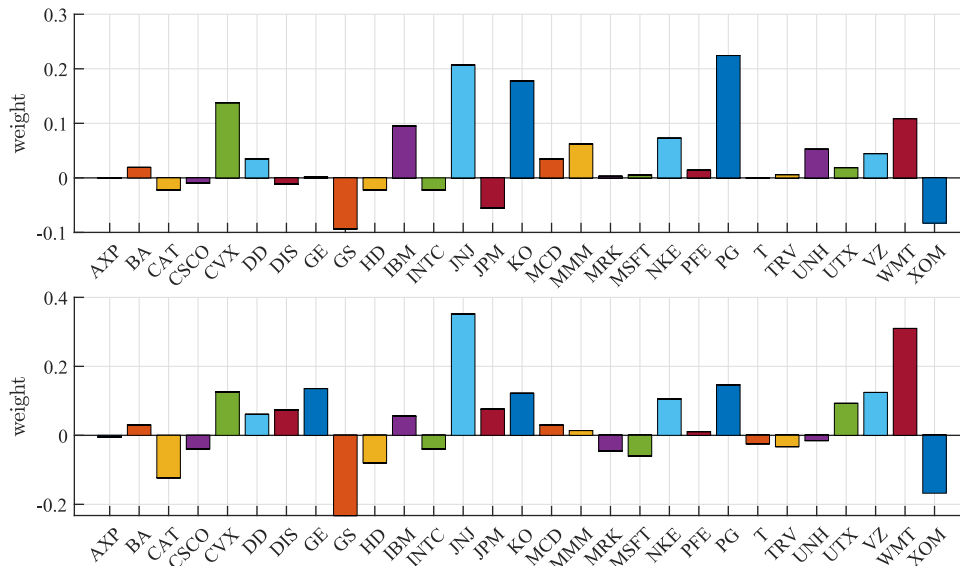 0.3
0.2
0.1
0
-0.1
weight
AXP BA CAT CSCO CVX DD DIS GE GS HD IBM INTC JNJ JPM KO MCD MMM MRK MSFT NKE PFE PG T TRV UNH UTX VZ WMT XOM
0.4
0.2
0
-0.2
weight
AXP BA CAT CSCO CVX DD DIS GE GS HD IBM INTC JNJ JPM KO MCD MMM MRK MSFT NKE PFE PG T TRV UNH UTX VZ WMT XOM